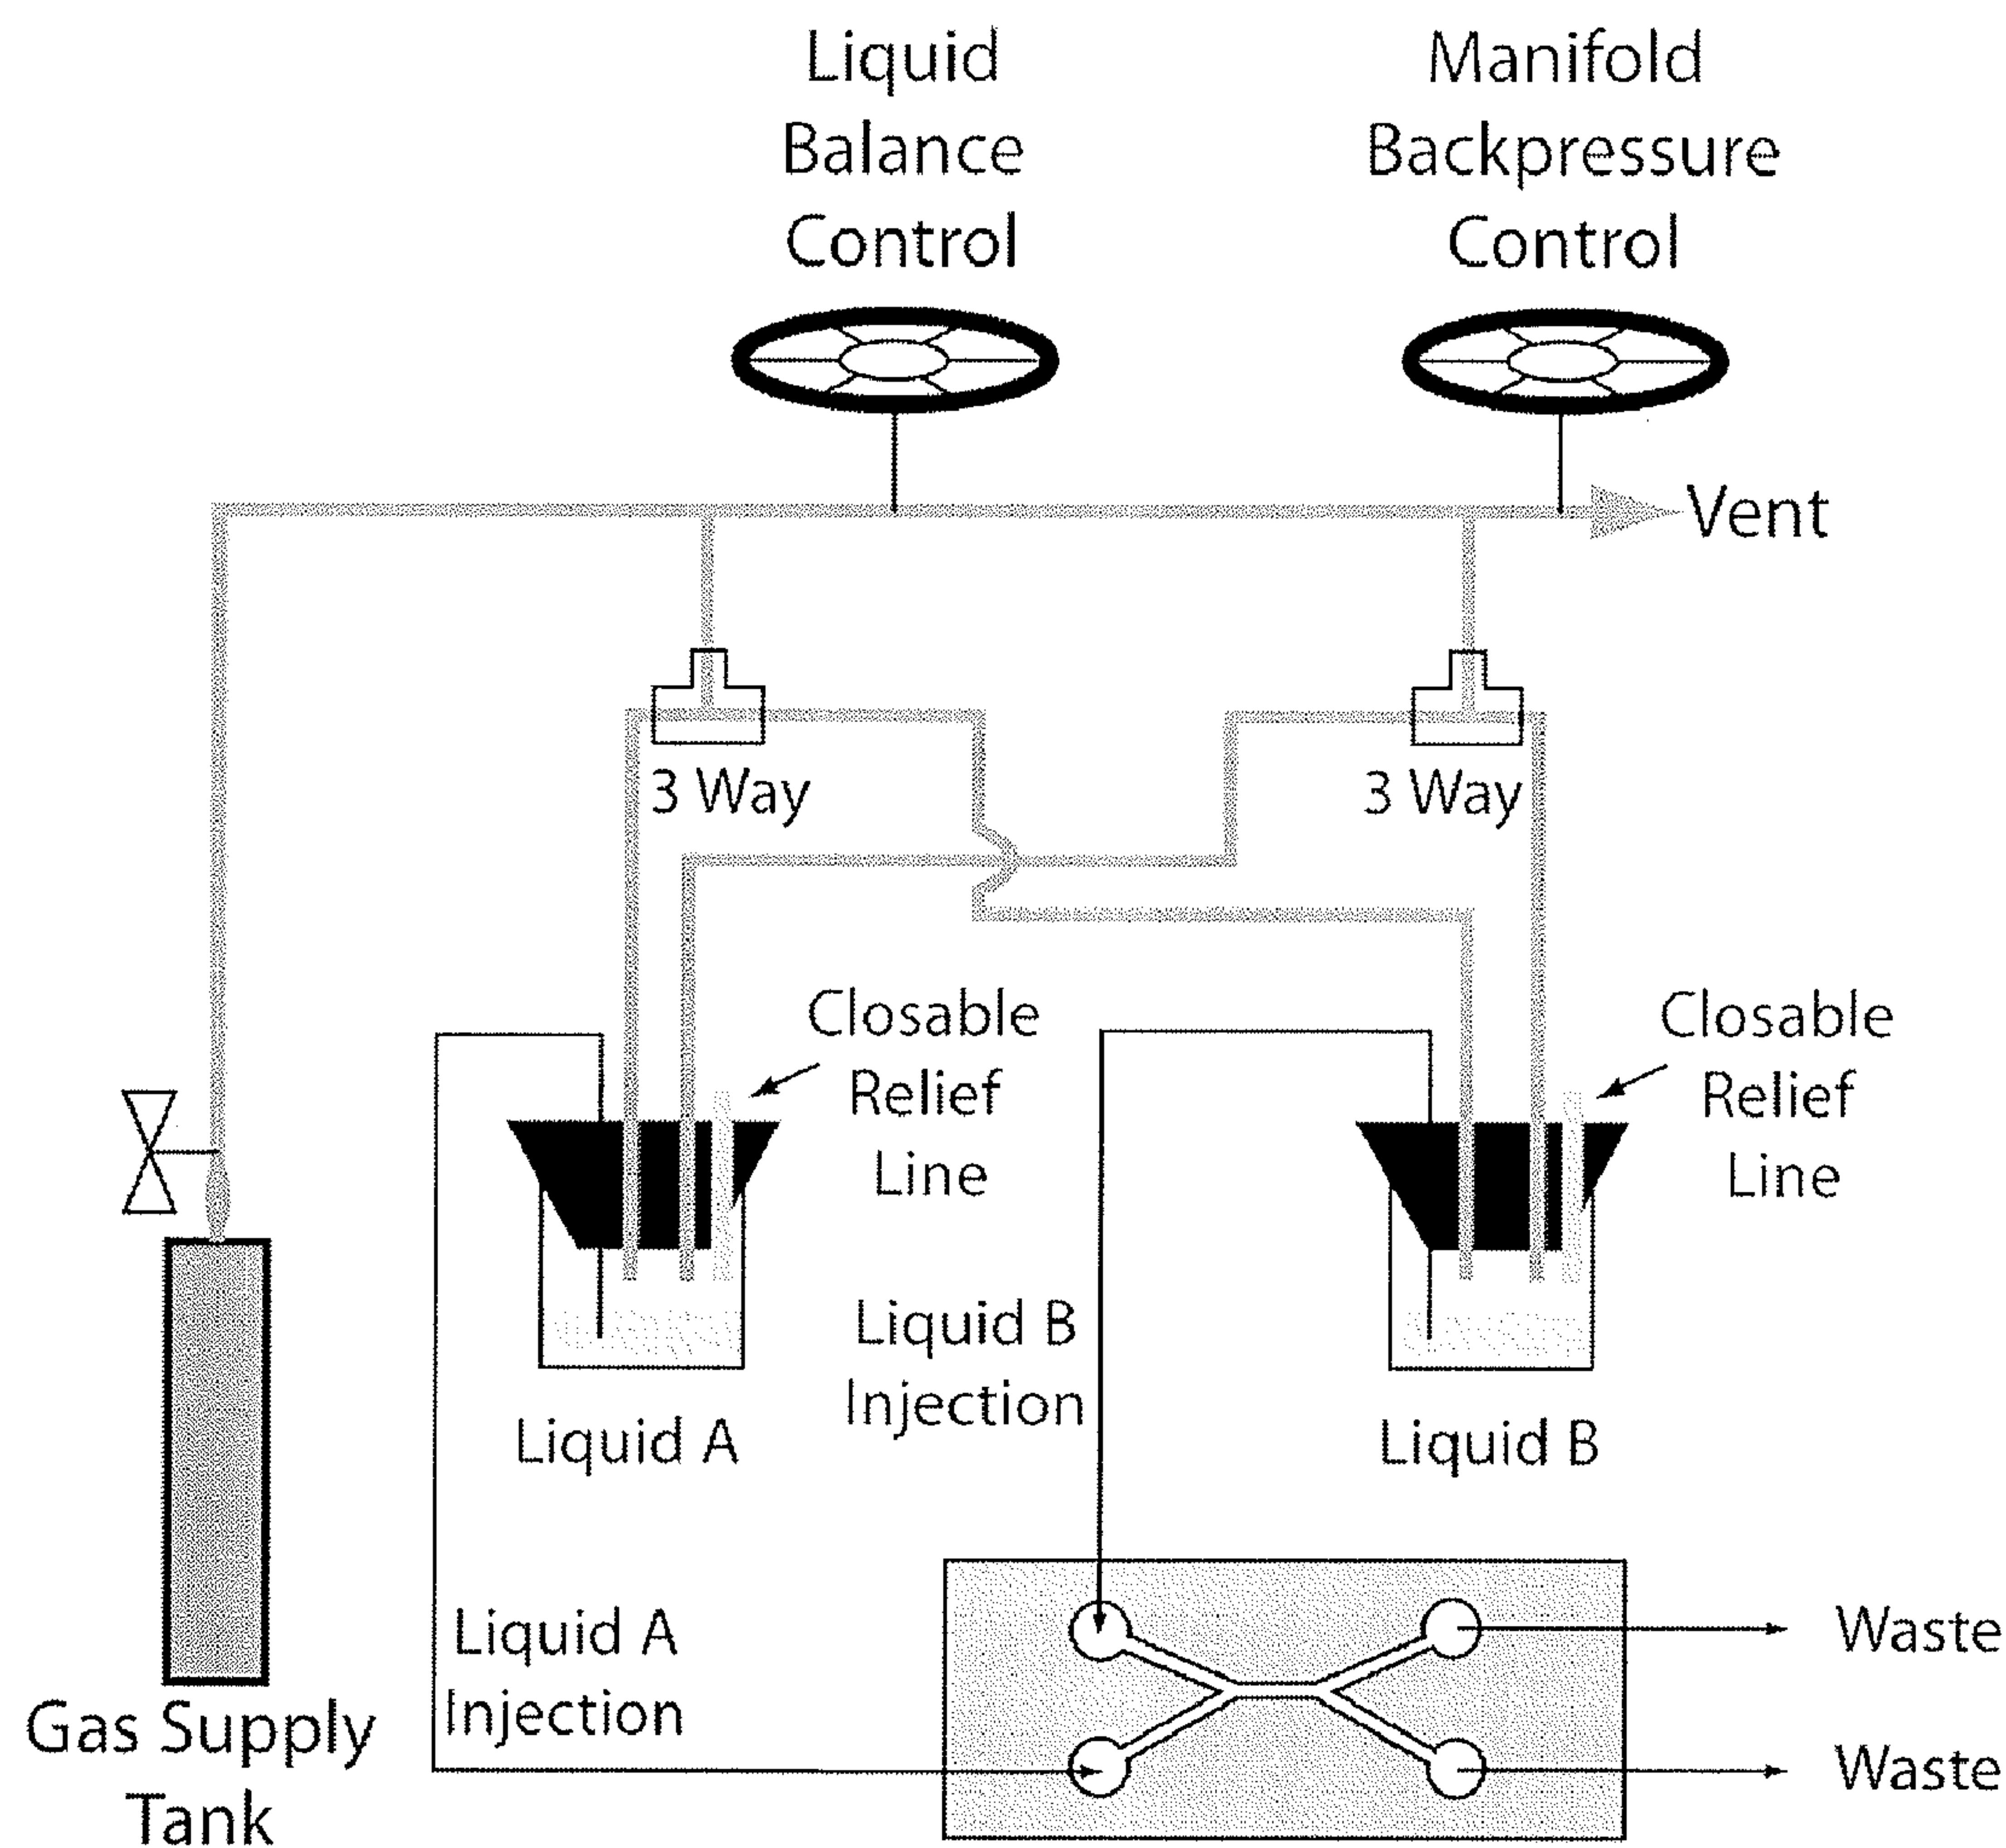 Liquid
Balance
Control
Manifold
Backpressure
Control
Vent
3 Way
3 Way
Closable
Relief
Line
Closable
Relief
Line
Liquid B
Injection
Liquid A
Liquid B
Liquid A
Injection
Waste
Waste
Gas Supply
Tank